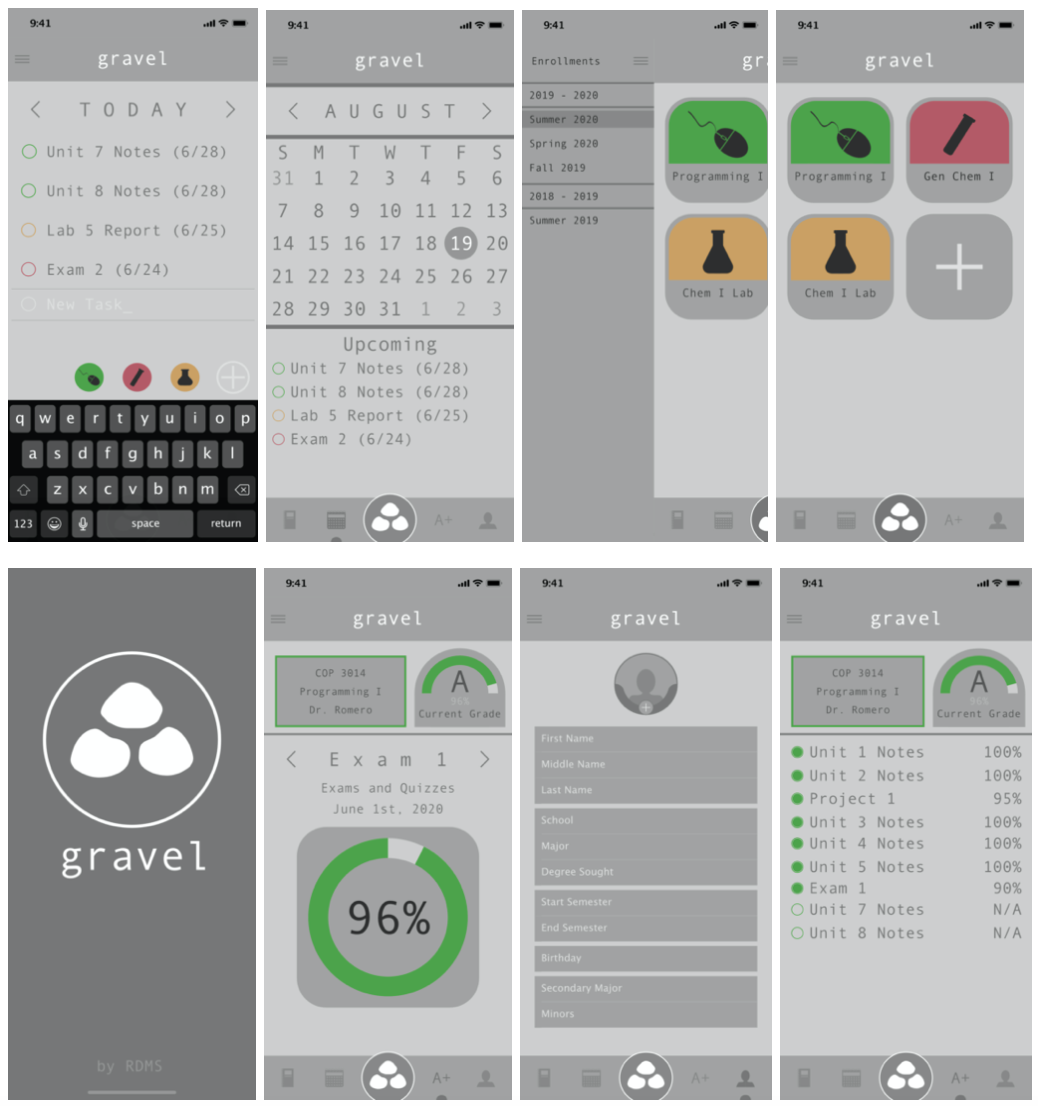 9:41
gravel
< T O D A Y >
Unit 7 Notes (6/28)
Unit 8 Notes (6/28)
Lab 5 Report (6/25)
Exam 2 (6/24)
New Task_
q w e r t y u i o p
a s d f g h j k l
z x c v b n m
123 space return
9:41
gravel
< A U G U S T >
S M T W T F S
31 1 2 3 4 5 6
7 8 9 10 11 12 13
14 15 16 17 18 19 20
21 22 23 24 25 26 27
28 29 30 31 1 2 3
Upcoming
Unit 7 Notes (6/28)
Unit 8 Notes (6/28)
Lab 5 Report (6/25)
Exam 2 (6/24)
A+
9:41
Enrollments
gra
2019 - 2020
Summer 2020
Spring 2020
Fall 2019
2018 - 2019
Summer 2019
Programming I
Chem I Lab
9:41
gravel
Programming I
Gen Chem I
Chem I Lab
A+
gravel
by RDMS
9:41
gravel
COP 3014
Programming I
Dr. Romero
A
96%
Current Grade
< E x a m 1 >
Exams and Quizzes
June 1st, 2020
96%
A+
9:41
gravel
First Name
Middle Name
Last Name
School
Major
Degree Sought
Start Semester
End Semester
Birthday
Secondary Major
Minors
A+
9:41
gravel
COP 3014
Programming I
Dr. Romero
A
96%
Current Grade
Unit 1 Notes 100%
Unit 2 Notes 100%
Project 1 95%
Unit 3 Notes 100%
Unit 4 Notes 100%
Unit 5 Notes 100%
Exam 1 90%
Unit 7 Notes N/A
Unit 8 Notes N/A
A+